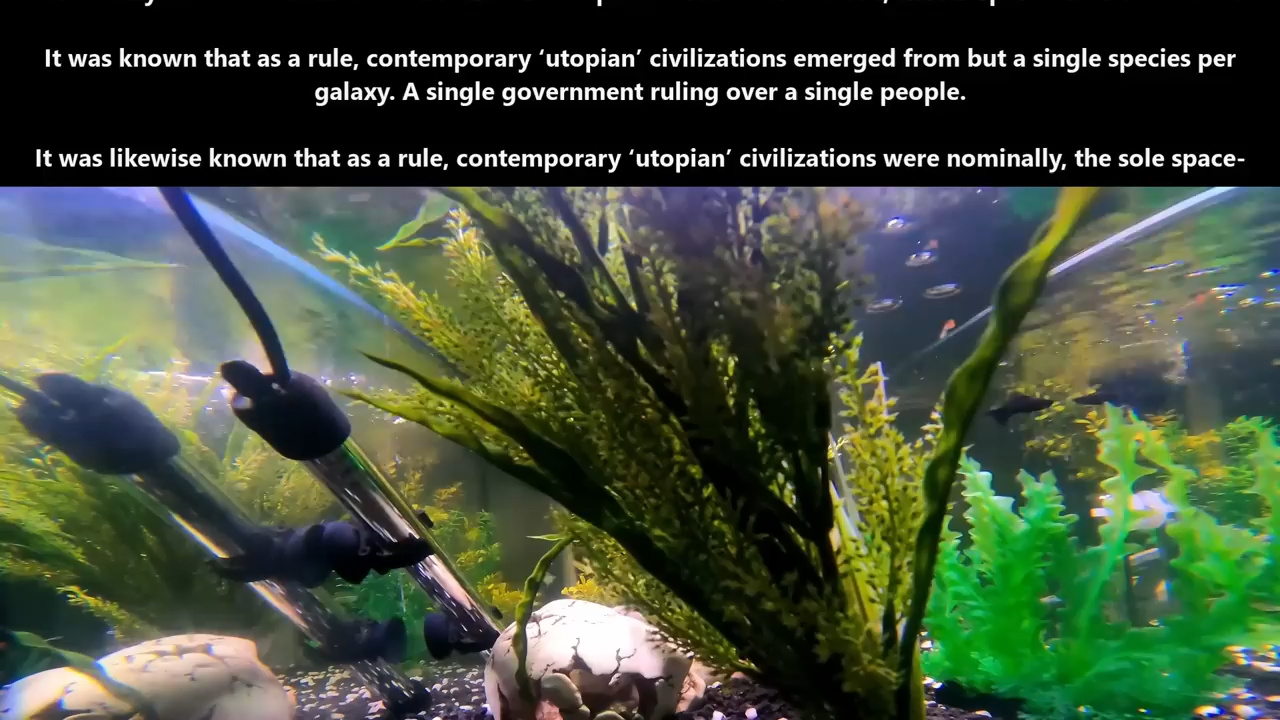 It was known that as a rule, contemporary ‘utopian’ civilizations emerged from but a single species per
galaxy. A single government ruling over a single people.
It was likewise known that as a rule, contemporary ‘utopian’ civilizations were nominally, the sole space-